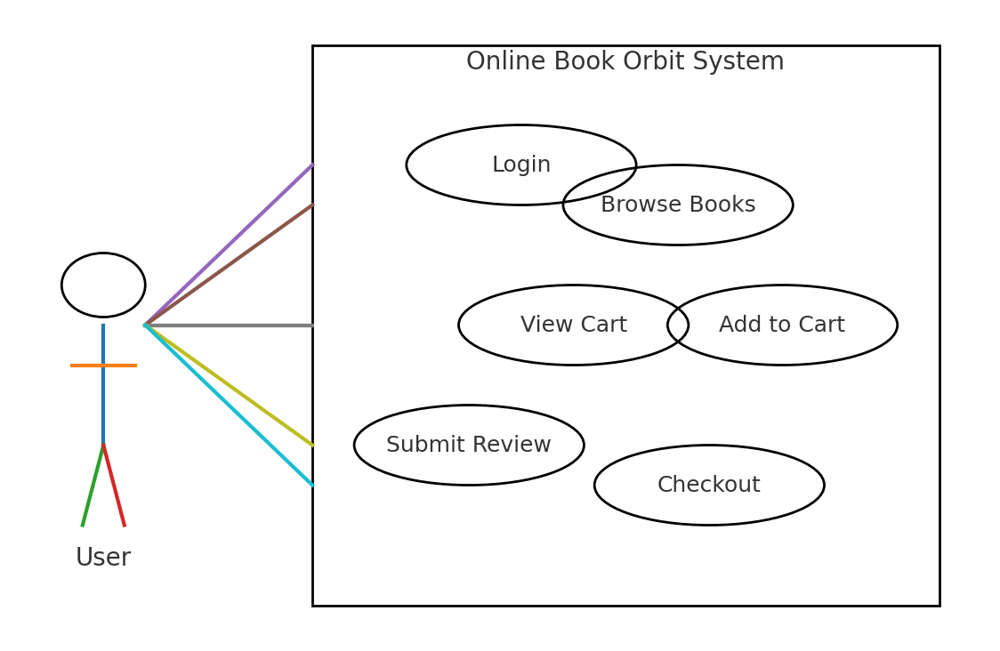 Online Book Orbit System
Login
Browse Books
View Cart
Add to Cart
Submit Review
Checkout
User